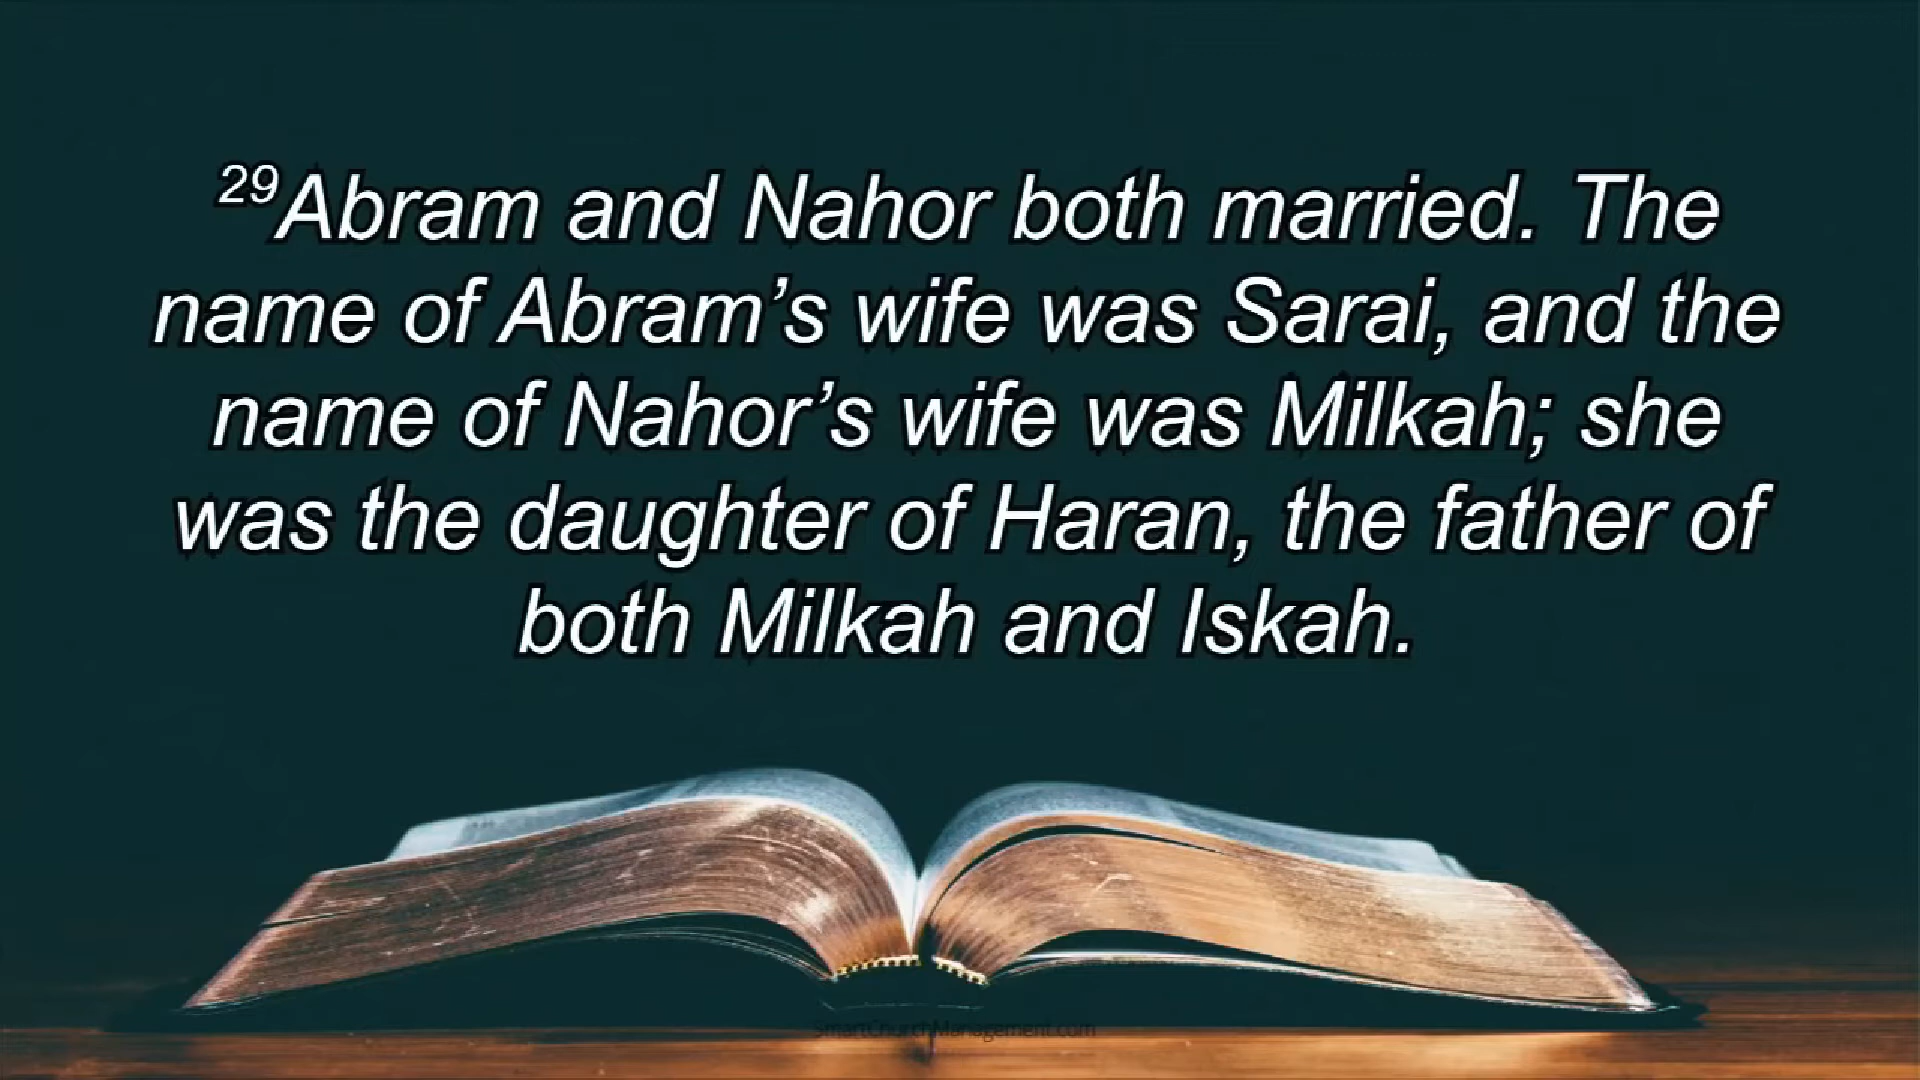 ²⁹Abram and Nahor both married. The
name of Abram’s wife was Sarai, and the
name of Nahor’s wife was Milkah; she
was the daughter of Haran, the father of
both Milkah and Iskah.
SmartChurchManagement.com